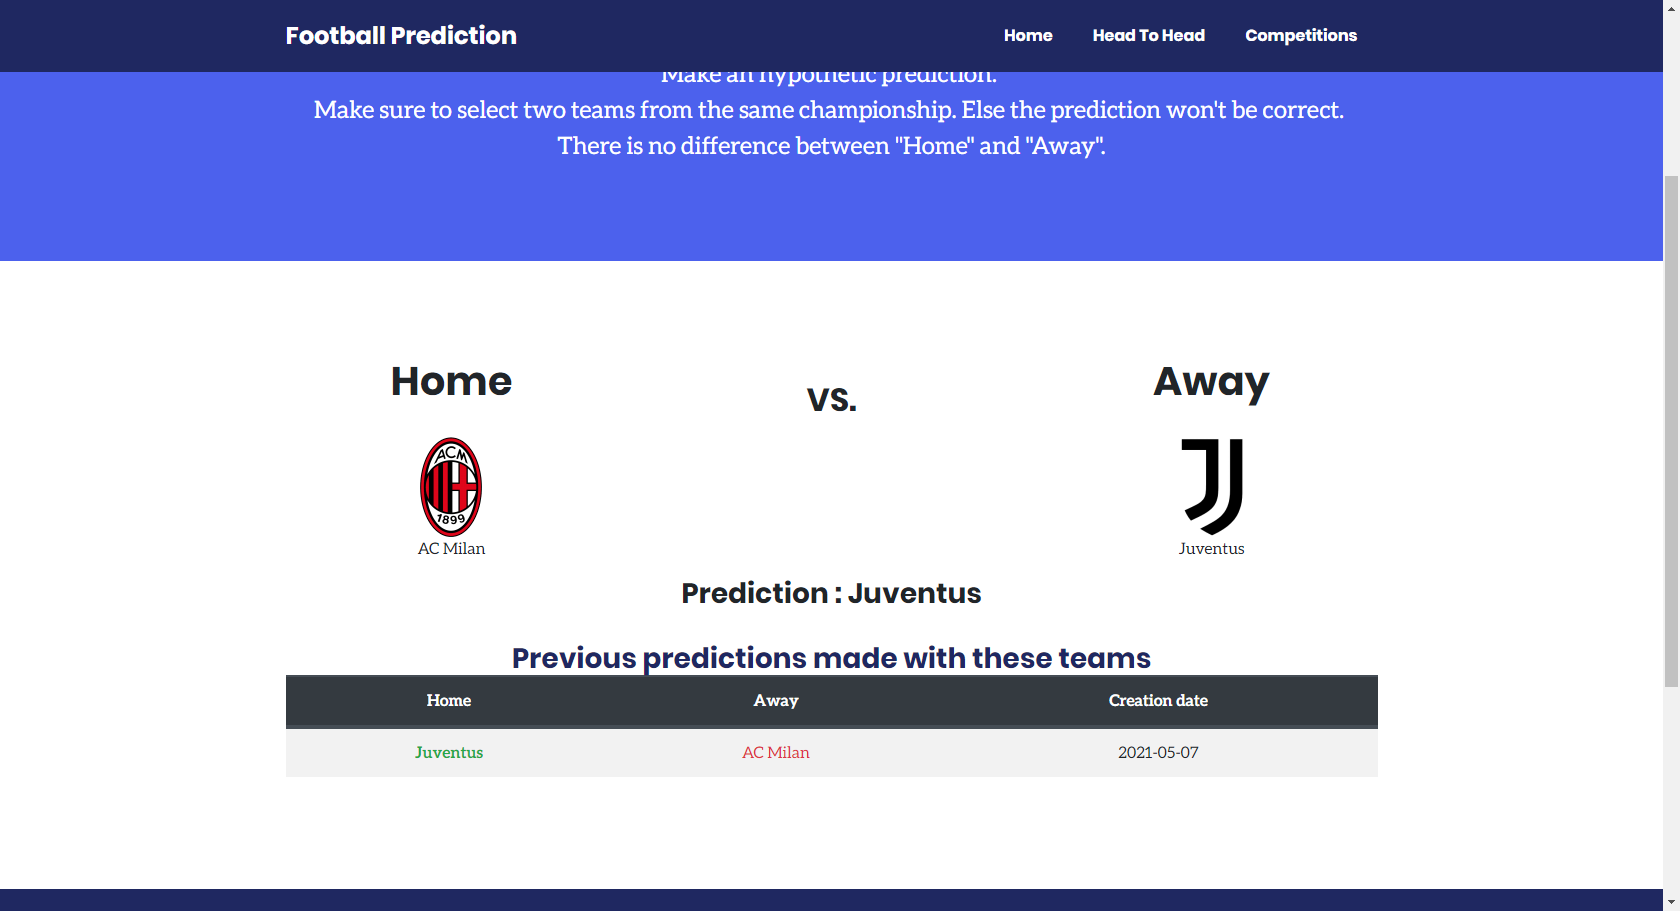 Football Prediction
Home
Head To Head
Competitions
Make an hypothetic prediction.
Make sure to select two teams from the same championship. Else the prediction won't be correct.
There is no difference between "Home" and "Away".
Home
VS.
Away
ACM
1899
AC Milan
Juventus
Prediction : Juventus
Previous predictions made with these teams
Home Away Creation date
Juventus AC Milan 2021-05-07